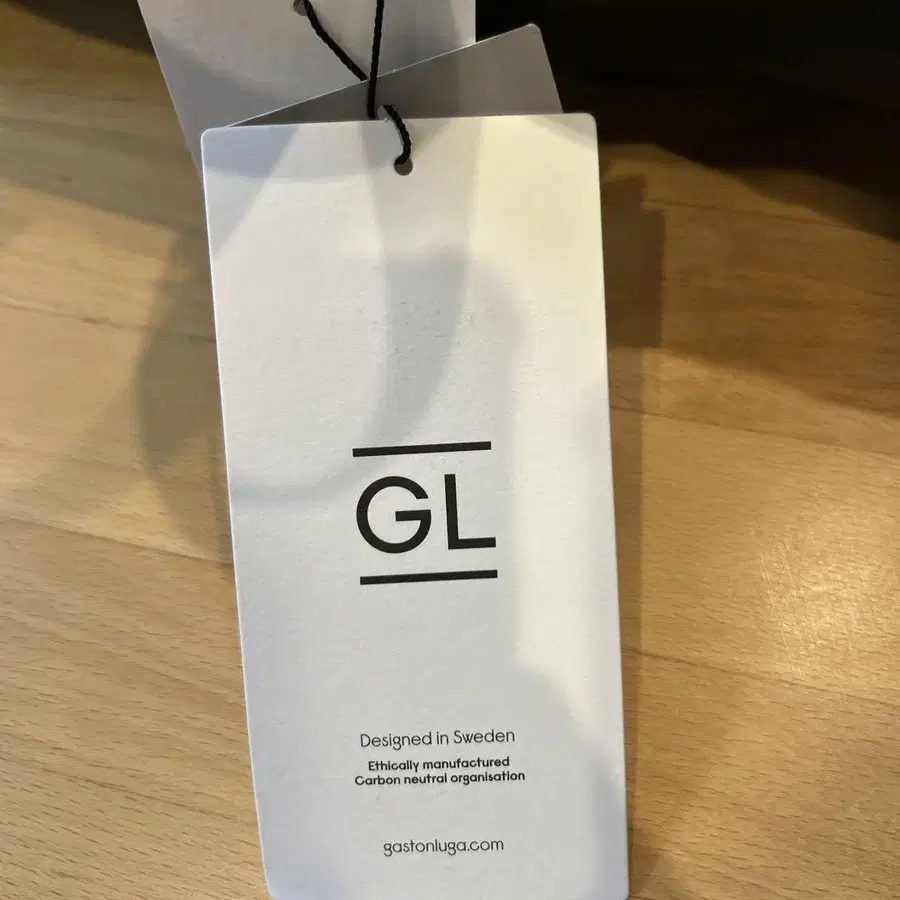 GL
Designed in Sweden
Ethically manufactured
Carbon neutral organisation
gastonluga.com